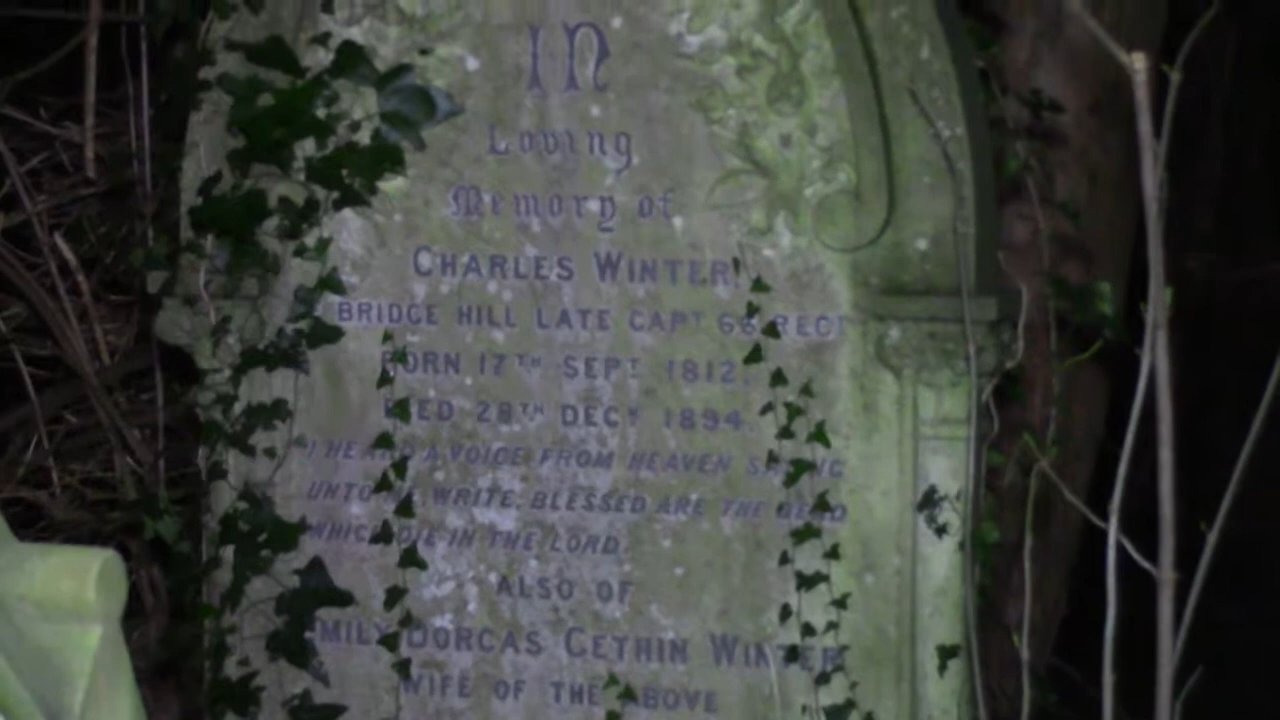 IN
Loving
Memory of
CHARLES WINTER,
BRIDGE HILL LATE CAPT 66 REGT
BORN 17TH SEPT 1812,
DIED 28TH DECR 1894.
"I HEARD A VOICE FROM HEAVEN SAYING
UNTO ME, WRITE, BLESSED ARE THE DEAD
WHICH DIE IN THE LORD.
ALSO OF
EMILY DORCAS CETHIN WINTER
WIFE OF THE ABOVE